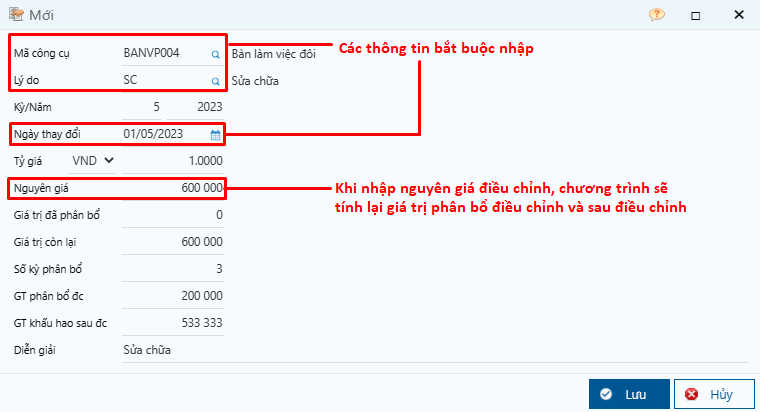 Mới
Mã công cụ BANVP004 Bàn làm việc đôi
Các thông tin bắt buộc nhập
Lý do SC Sửa chữa
Kỳ/Năm 5 2023
Ngày thay đổi 01/05/2023
Tỷ giá VND 1.0000
Nguyên giá 600 000
Khi nhập nguyên giá điều chỉnh, chương trình sẽ
tính lại giá trị phân bổ điều chỉnh và sau điều chỉnh
Giá trị đã phân bổ 0
Giá trị còn lại 600 000
Số kỳ phân bổ 3
GT phân bổ đc 200 000
GT khấu hao sau đc 533 333
Diễn giải Sửa chữa
Lưu Hủy